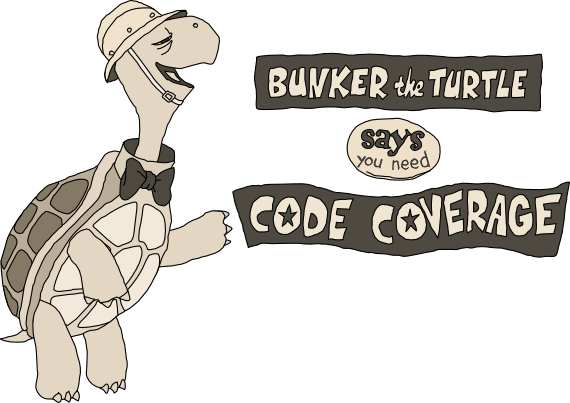 BUNKER the TURTLE
says
you need
CODE COVERAGE